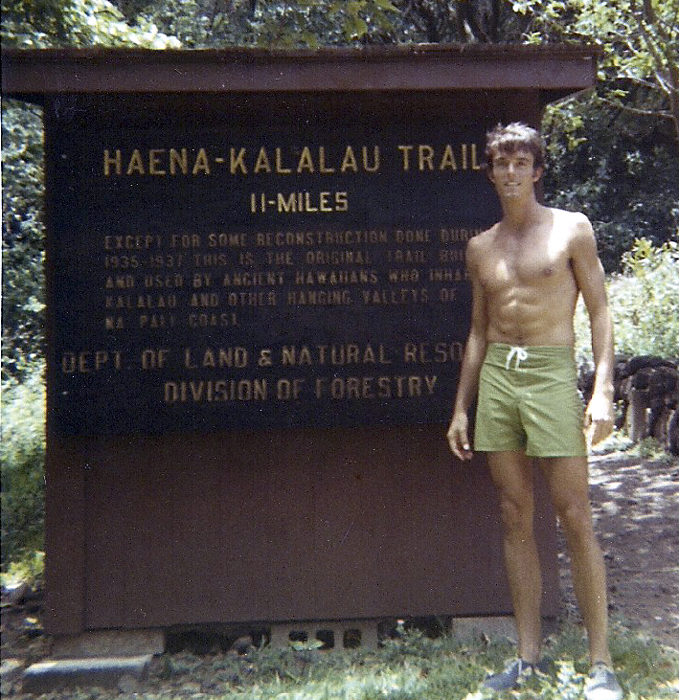 HAENA-KALALAU TRAIL
11-MILES
EXCEPT FOR SOME RECONSTRUCTION DONE
1935-1937 THIS IS THE ORIGINAL TRAIL
AND USED BY ANCIENT HAWAIIANS WHO
KALALAU AND OTHER HANGING VALLEYS OF
NA PALI COAST
DEPT. OF LAND & NATURAL
DIVISION OF FORESTRY